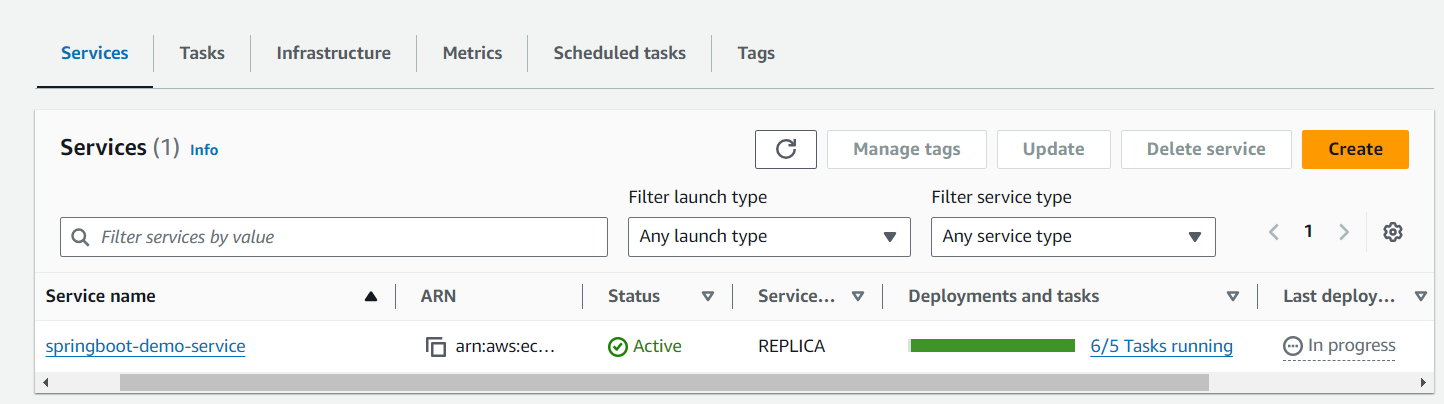 Services Tasks Infrastructure Metrics Scheduled tasks Tags
Services (1) Info Manage tags Update Delete service Create
Filter launch type Filter service type
Filter services by value Any launch type Any service type 1
Service name ARN Status Service... Deployments and tasks Last deploy...
springboot-demo-service arn:aws:ec... Active REPLICA 6/5 Tasks running In progress